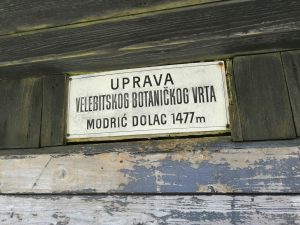 UPRAVA
VELEBITSKOG BOTANIČKOG VRTA
MODRIĆ DOLAC 1477m